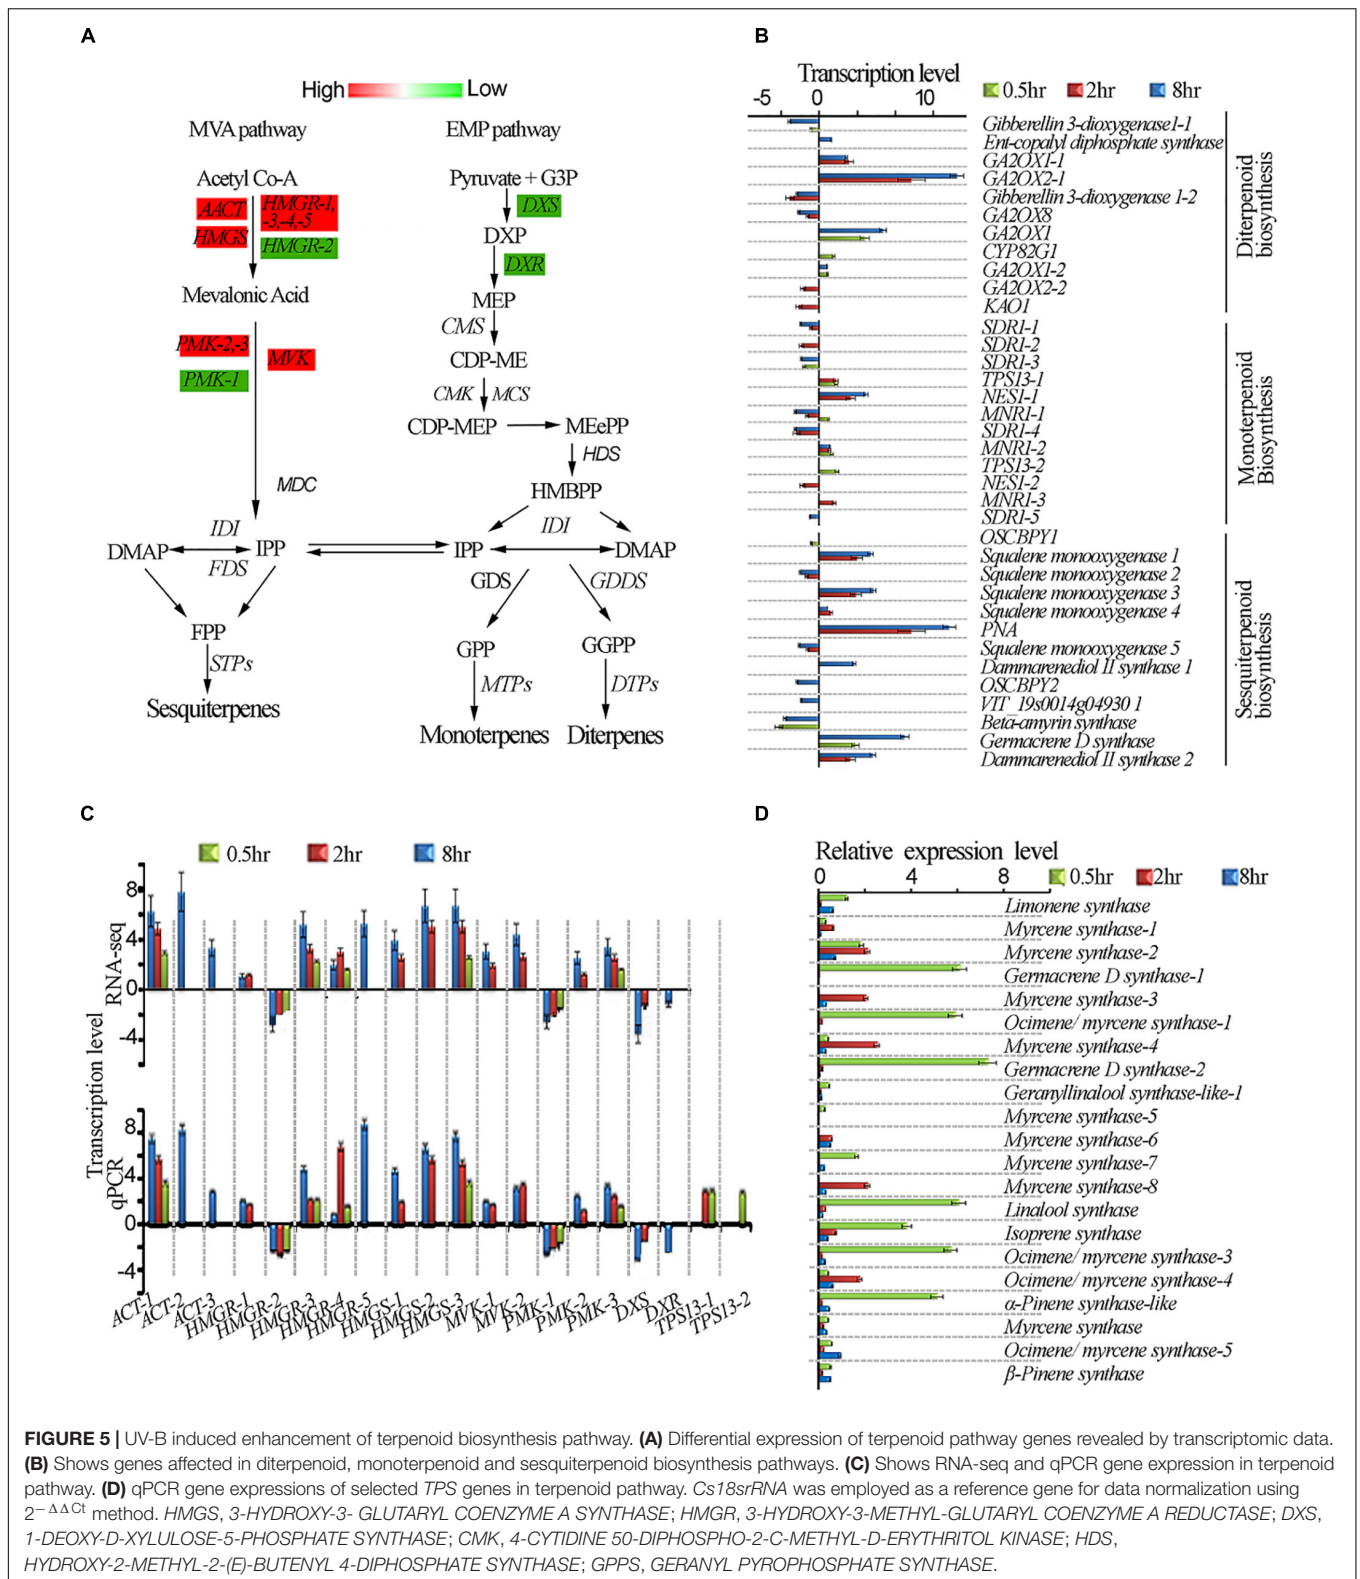 A
High Low
MVA pathway
EMP pathway
Acetyl Co-A
AACT
HMGR-1,
-3,-4,-5
HMGS
HMGR-2
Mevalonic Acid
PMK-2,-3
MVK
PMK-1
MDC
IDI
DMAP
IPP
FDS
FPP
STPs
Sesquiterpenes
Pyruvate + G3P
DXS
DXP
DXR
MEP
CMS
CDP-ME
CMK
MCS
CDP-MEP
MEePP
HDS
HMBPP
IDI
IPP
DMAP
GDS
GDDS
GPP
GGPP
MTPs
DTPs
Monoterpenes
Diterpenes
B
Transcription level
-5 0 10
0.5hr 2hr 8hr
Gibberellin 3-dioxygenase1-1
Ent-copalyl diphosphate synthase
GA2OX1-1
GA2OX2-1
Gibberellin 3-dioxygenase 1-2
GA2OX8
GA2OX1
CYP82G1
GA2OX1-2
GA2OX2-2
KAO1
Diterpenoid
biosynthesis
SDR1-1
SDR1-2
SDR1-3
TPS13-1
NES1-1
MNR1-1
SDR1-4
MNR1-2
TPS13-2
NES1-2
MNR1-3
SDR1-5
Monoterpenoid
Biosynthesis
OSCBPY1
Squalene monooxygenase 1
Squalene monooxygenase 2
Squalene monooxygenase 3
Squalene monooxygenase 4
PNA
Squalene monooxygenase 5
Dammarenediol II synthase 1
OSCBPY2
VIT_19s0014g04930 1
Beta-amyrin synthase
Germacrene D synthase
Dammarenediol II synthase 2
Sesquiterpenoid
biosynthesis
C
0.5hr 2hr 8hr
Transcription level
RNA-seq
8
4
0
-4
qPCR
8
4
0
-4
ACT-1
ACT-2
ACT-3
HMGR-1
HMGR-2
HMGR-3
HMGR-4
HMGR-5
HMGS-1
HMGS-2
HMGS-3
MVK-1
MVK-2
PMK-1
PMK-2
PMK-3
DXS
DXR
TPS13-1
TPS13-2
D
Relative expression level
0 4 8
0.5hr 2hr 8hr
Limonene synthase
Myrcene synthase-1
Myrcene synthase-2
Germacrene D synthase-1
Myrcene synthase-3
Ocimene/ myrcene synthase-1
Myrcene synthase-4
Germacrene D synthase-2
Geranyllinalool synthase-like-1
Myrcene synthase-5
Myrcene synthase-6
Myrcene synthase-7
Myrcene synthase-8
Linalool synthase
Isoprene synthase
Ocimene/ myrcene synthase-3
Ocimene/ myrcene synthase-4
α-Pinene synthase-like
Myrcene synthase
Ocimene/ myrcene synthase-5
β-Pinene synthase
FIGURE 5 | UV-B induced enhancement of terpenoid biosynthesis pathway. (A) Differential expression of terpenoid pathway genes revealed by transcriptomic data.
(B) Shows genes affected in diterpenoid, monoterpenoid and sesquiterpenoid biosynthesis pathways. (C) Shows RNA-seq and qPCR gene expression in terpenoid
pathway. (D) qPCR gene expressions of selected TPS genes in terpenoid pathway. Cs18srRNA was employed as a reference gene for data normalization using
2−ΔΔCt method. HMGS, 3-HYDROXY-3- GLUTARYL COENZYME A SYNTHASE; HMGR, 3-HYDROXY-3-METHYL-GLUTARYL COENZYME A REDUCTASE; DXS,
1-DEOXY-D-XYLULOSE-5-PHOSPHATE SYNTHASE; CMK, 4-CYTIDINE 50-DIPHOSPHO-2-C-METHYL-D-ERYTHRITOL KINASE; HDS,
HYDROXY-2-METHYL-2-(E)-BUTENYL 4-DIPHOSPHATE SYNTHASE; GPPS, GERANYL PYROPHOSPHATE SYNTHASE.